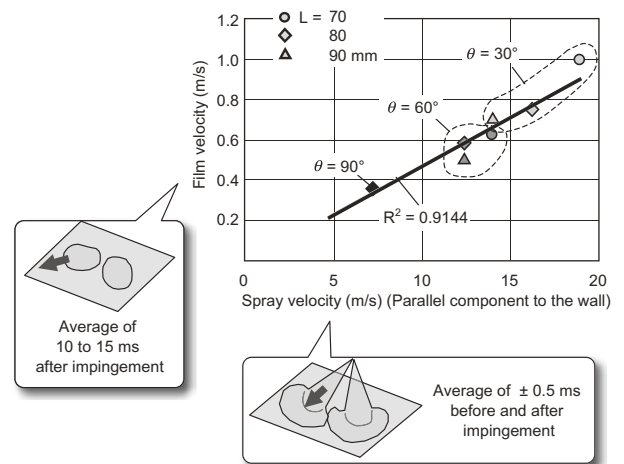 1.2
1.0
0.8
0.6
0.4
0.2
Film velocity (m/s)
L = 70
80
90 mm
θ = 30°
θ = 60°
θ = 90°
R² = 0.9144
0 5 10 15 20
Spray velocity (m/s) (Parallel component to the wall)
Average of
10 to 15 ms
after impingement
Average of ± 0.5 ms
before and after
impingement